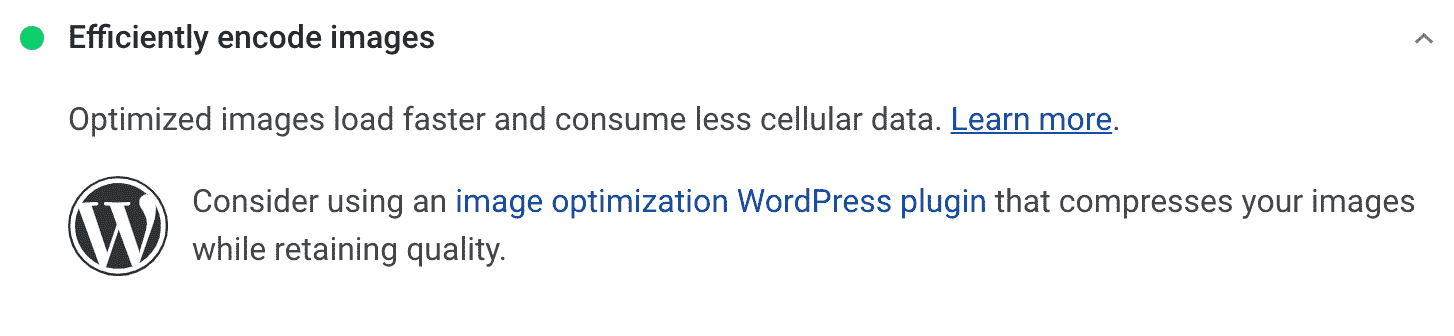 Efficiently encode images
Optimized images load faster and consume less cellular data. Learn more.
Consider using an image optimization WordPress plugin that compresses your images
while retaining quality.